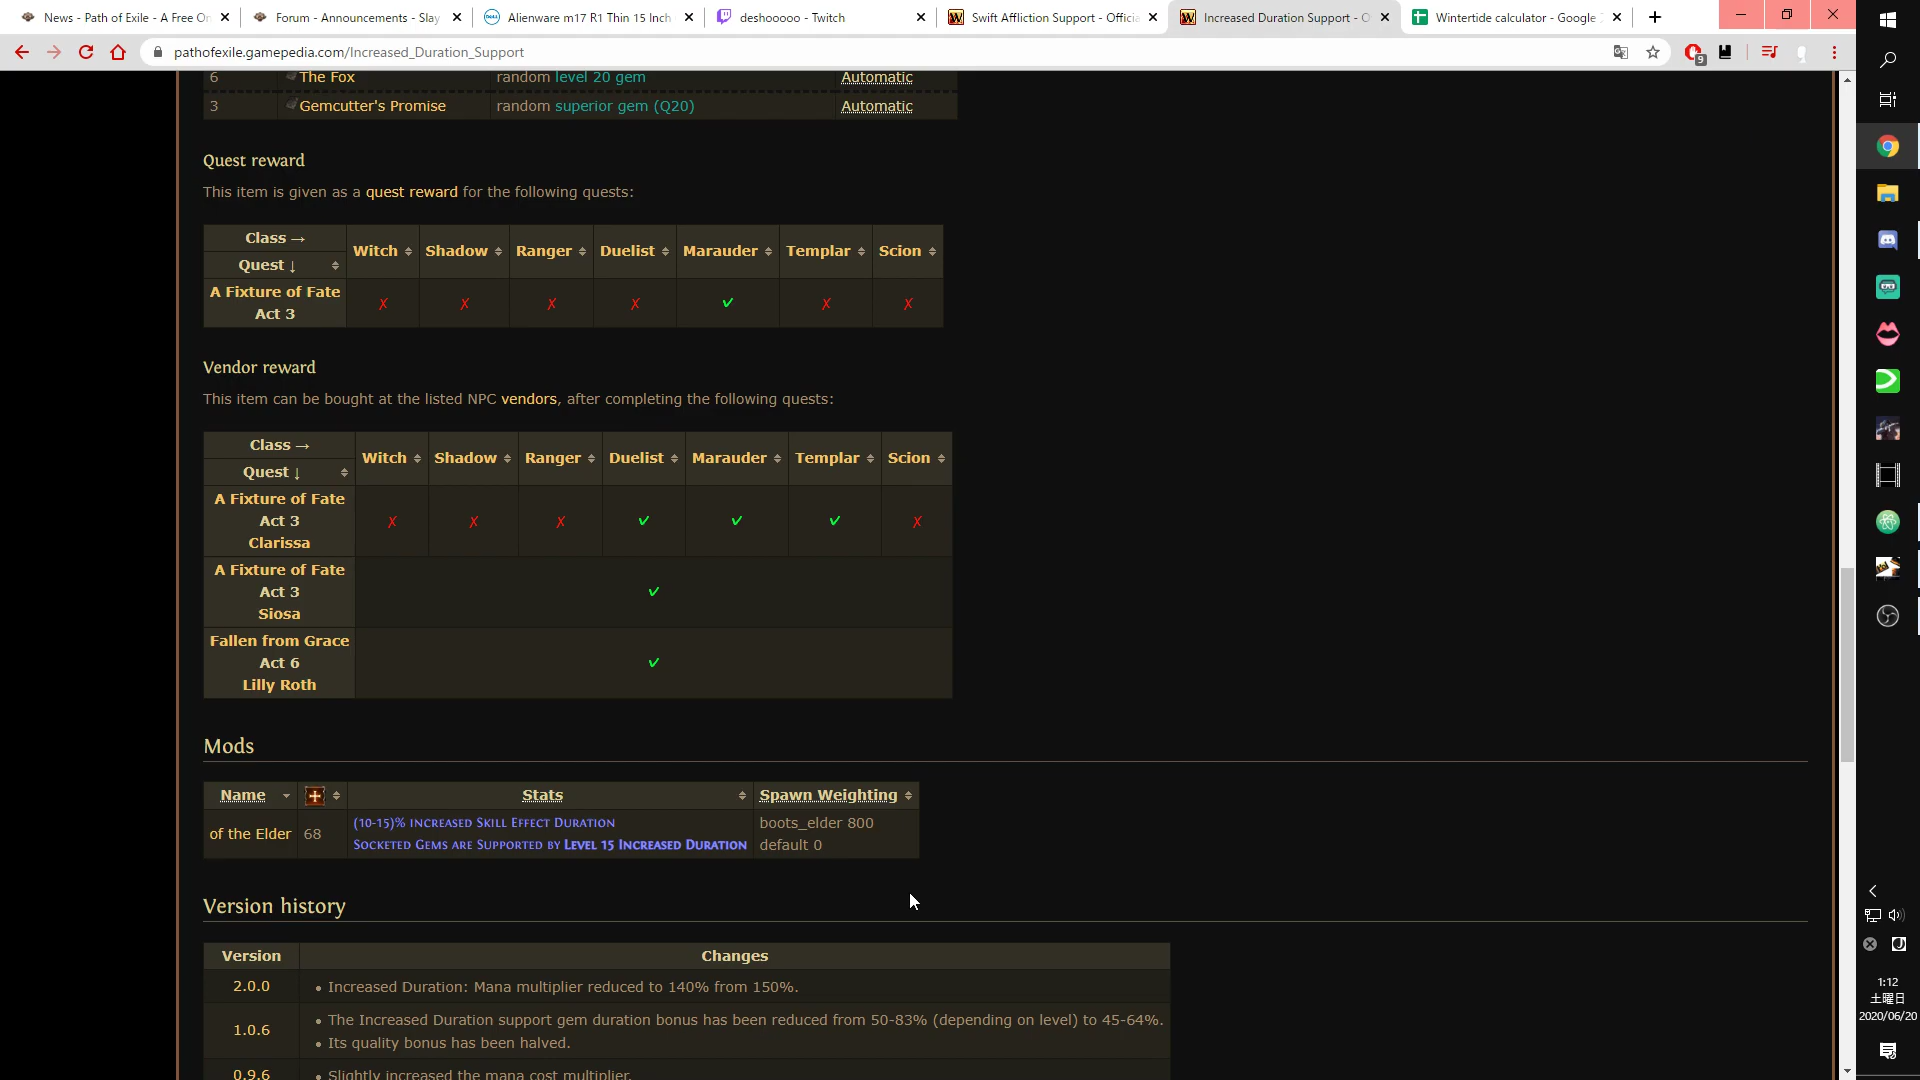 News - Path of Exile - A Free On
Forum - Announcements - Slay
Alienware m17 R1 Thin 15 Inch
deshooooo - Twitch
Swift Affliction Support - Officia
Increased Duration Support - O
Wintertide calculator - Google
pathofexile.gamepedia.com/Increased_Duration_Support
9
6 The Fox random level 20 gem Automatic
3 Gemcutter's Promise random superior gem (Q20) Automatic
Quest reward
This item is given as a quest reward for the following quests:
Class → Witch Shadow Ranger Duelist Marauder Templar Scion
Quest ↓
A Fixture of Fate
Act 3
✗ ✗ ✗ ✗ ✓ ✗ ✗
Vendor reward
This item can be bought at the listed NPC vendors, after completing the following quests:
Class → Witch Shadow Ranger Duelist Marauder Templar Scion
Quest ↓
A Fixture of Fate
Act 3
Clarissa
✗ ✗ ✗ ✓ ✓ ✓ ✗
A Fixture of Fate
Act 3
Siosa
✓
Fallen from Grace
Act 6
Lilly Roth
✓
Mods
Name Stats Spawn Weighting
of the Elder 68
(10-15)% INCREASED SKILL EFFECT DURATION
SOCKETED GEMS ARE SUPPORTED BY LEVEL 15 INCREASED DURATION
boots_elder 800
default 0
Version history
Version Changes
2.0.0 • Increased Duration: Mana multiplier reduced to 140% from 150%.
1.0.6 • The Increased Duration support gem duration bonus has been reduced from 50-83% (depending on level) to 45-64%.
• Its quality bonus has been halved.
0.9.6 • Slightly increased the mana cost multiplier.
1:12
土曜日
2020/06/20